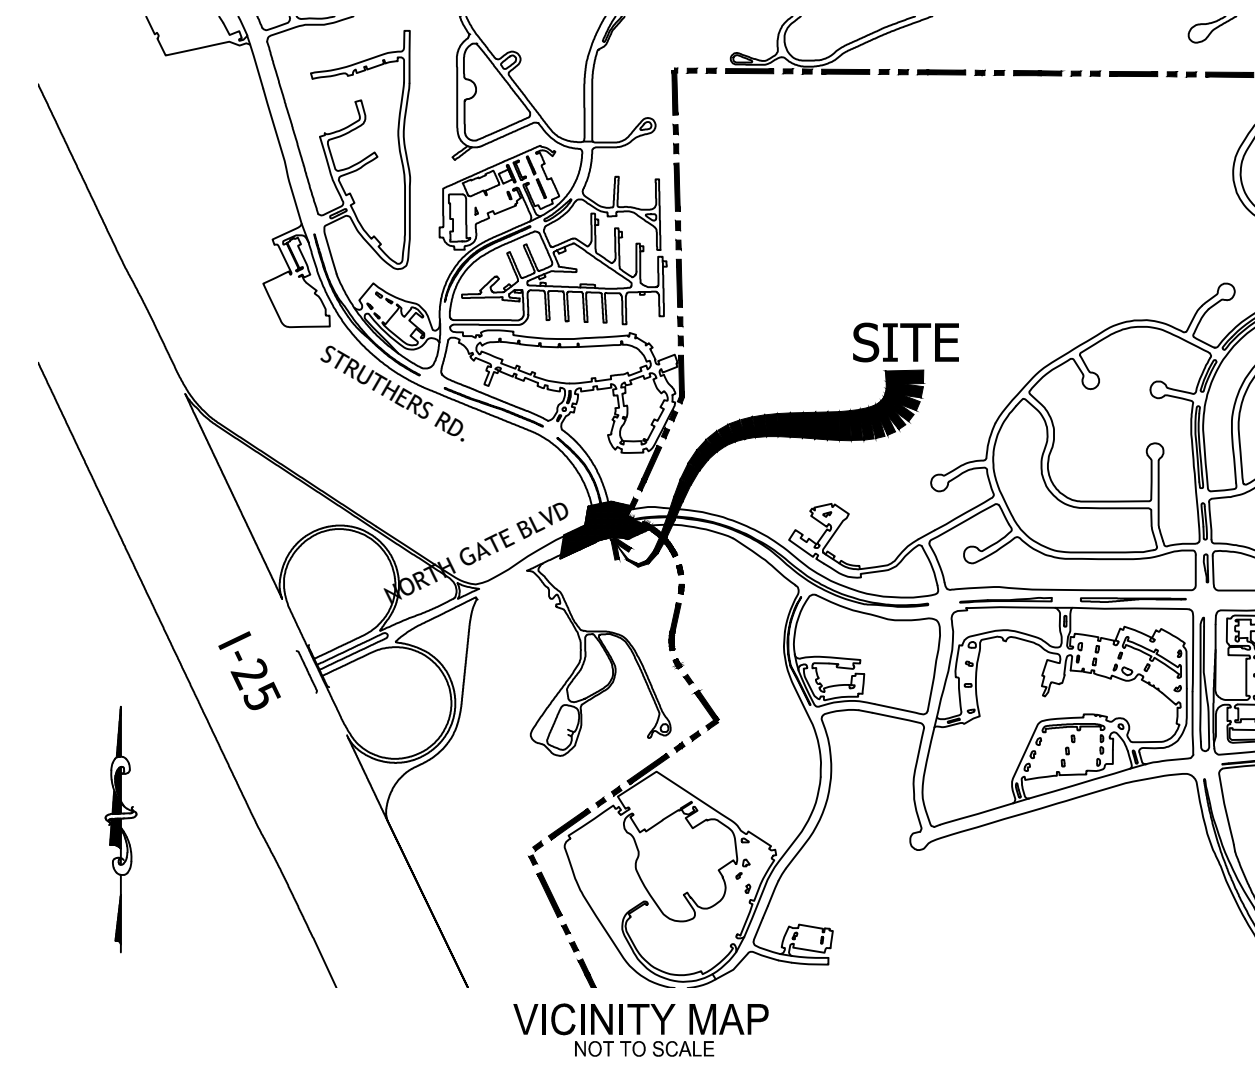 SITE
STRUTHERS RD.
NORTH GATE BLVD
I-25
VICINITY MAP
NOT TO SCALE